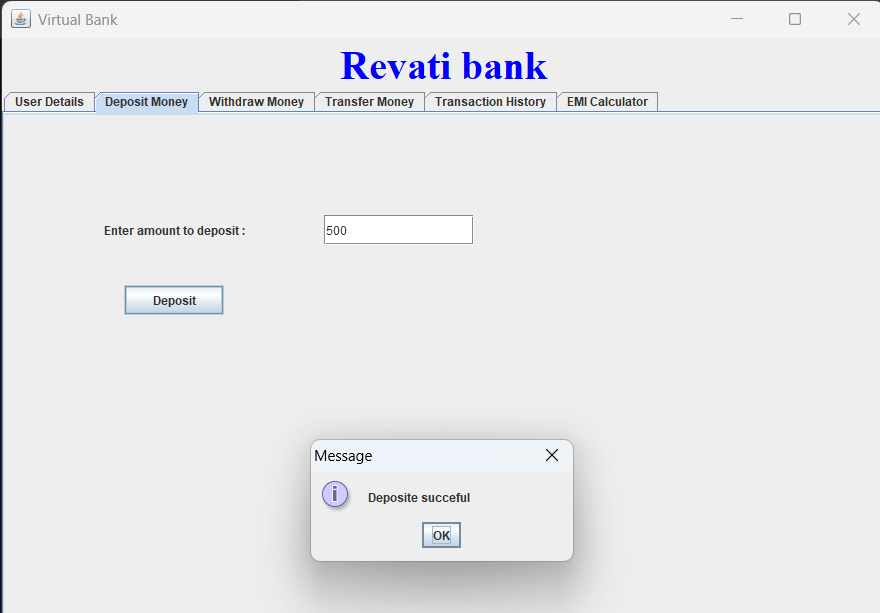 Virtual Bank
Revati bank
User Details Deposit Money Withdraw Money Transfer Money Transaction History EMI Calculator
Enter amount to deposit : 500
Deposit
Message
Deposite succeful
OK